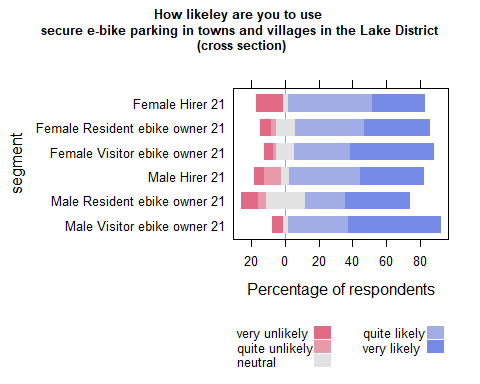 How likeley are you to use
secure e-bike parking in towns and villages in the Lake District
(cross section)
segment
Female Hirer 21
Female Resident ebike owner 21
Female Visitor ebike owner 21
Male Hirer 21
Male Resident ebike owner 21
Male Visitor ebike owner 21
20 0 20 40 60 80
Percentage of respondents
very unlikely quite likely
quite unlikely very likely
neutral